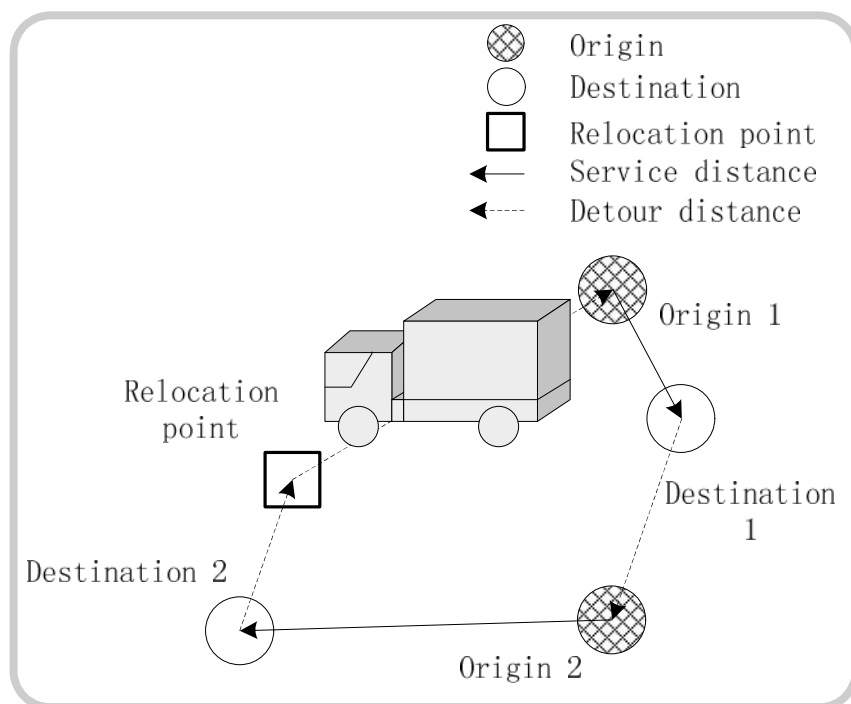 Origin
Destination
Relocation point
Service distance
Detour distance
Origin 1
Relocation
point
Destination
1
Destination 2
Origin 2